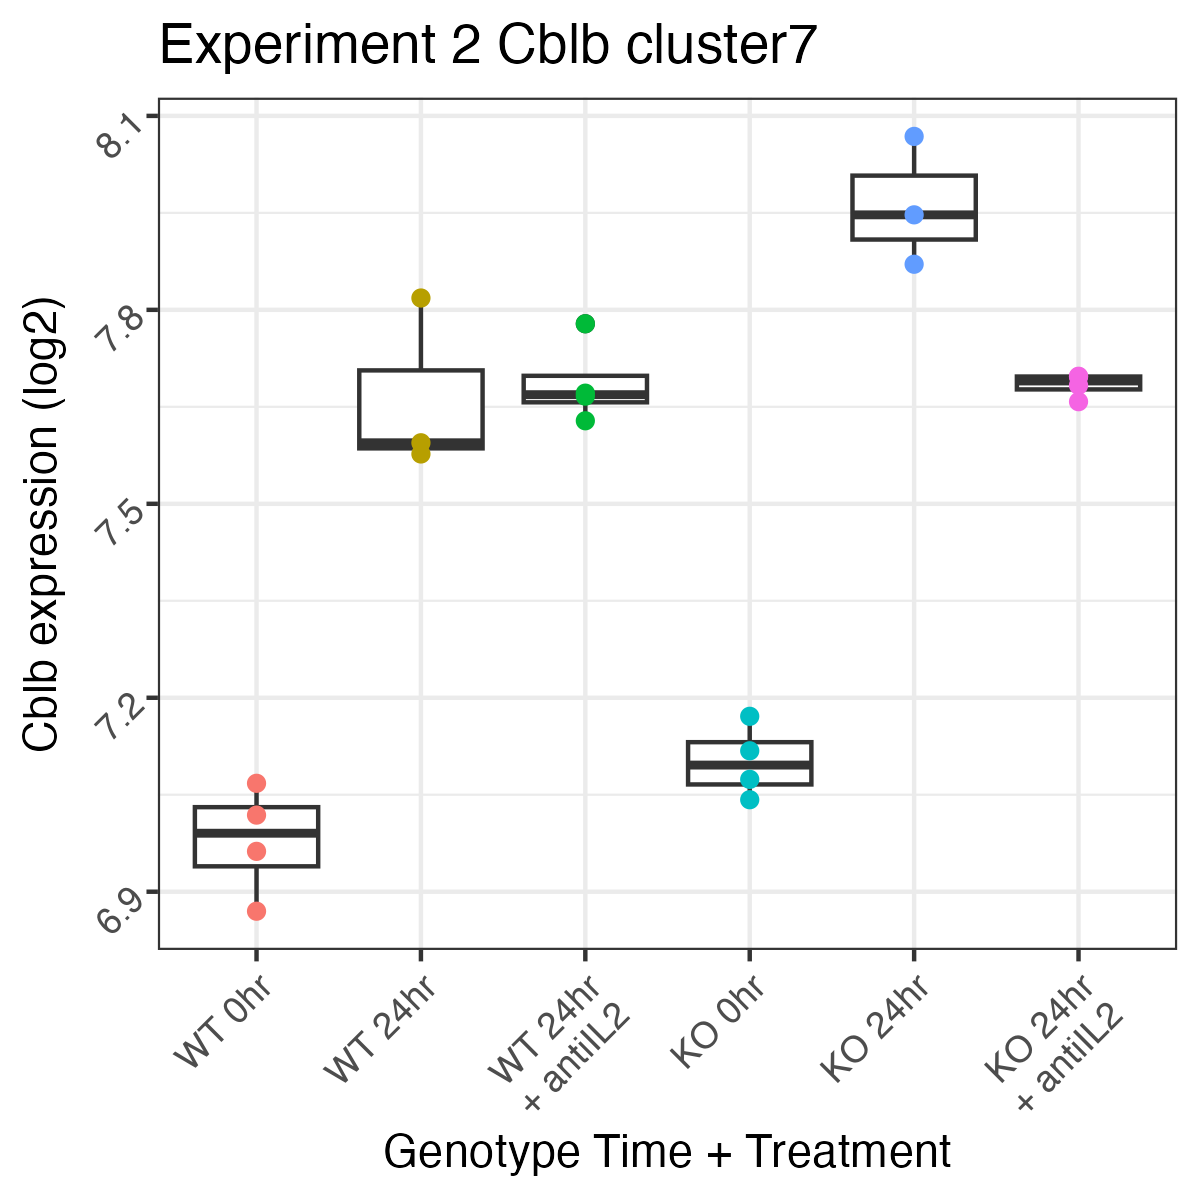 Experiment 2 Cblb cluster7
Cblb expression (log2)
8.1
7.8
7.5
7.2
6.9
WT 0hr
WT 24hr
WT 24hr
+ antiIL2
KO 0hr
KO 24hr
KO 24hr
+ antiIL2
Genotype Time + Treatment